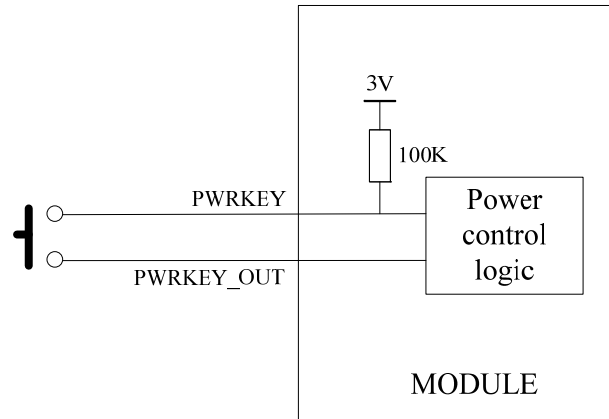 3V
100K
PWRKEY
Power
control
logic
PWRKEY_OUT
MODULE